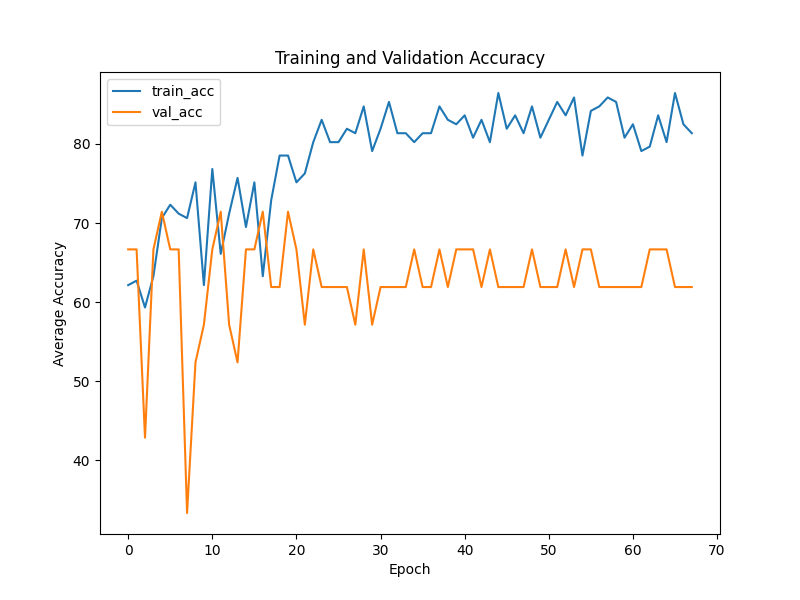 Training and Validation Accuracy
train_acc
val_acc
Average Accuracy
80
70
60
50
40
0 10 20 30 40 50 60 70
Epoch